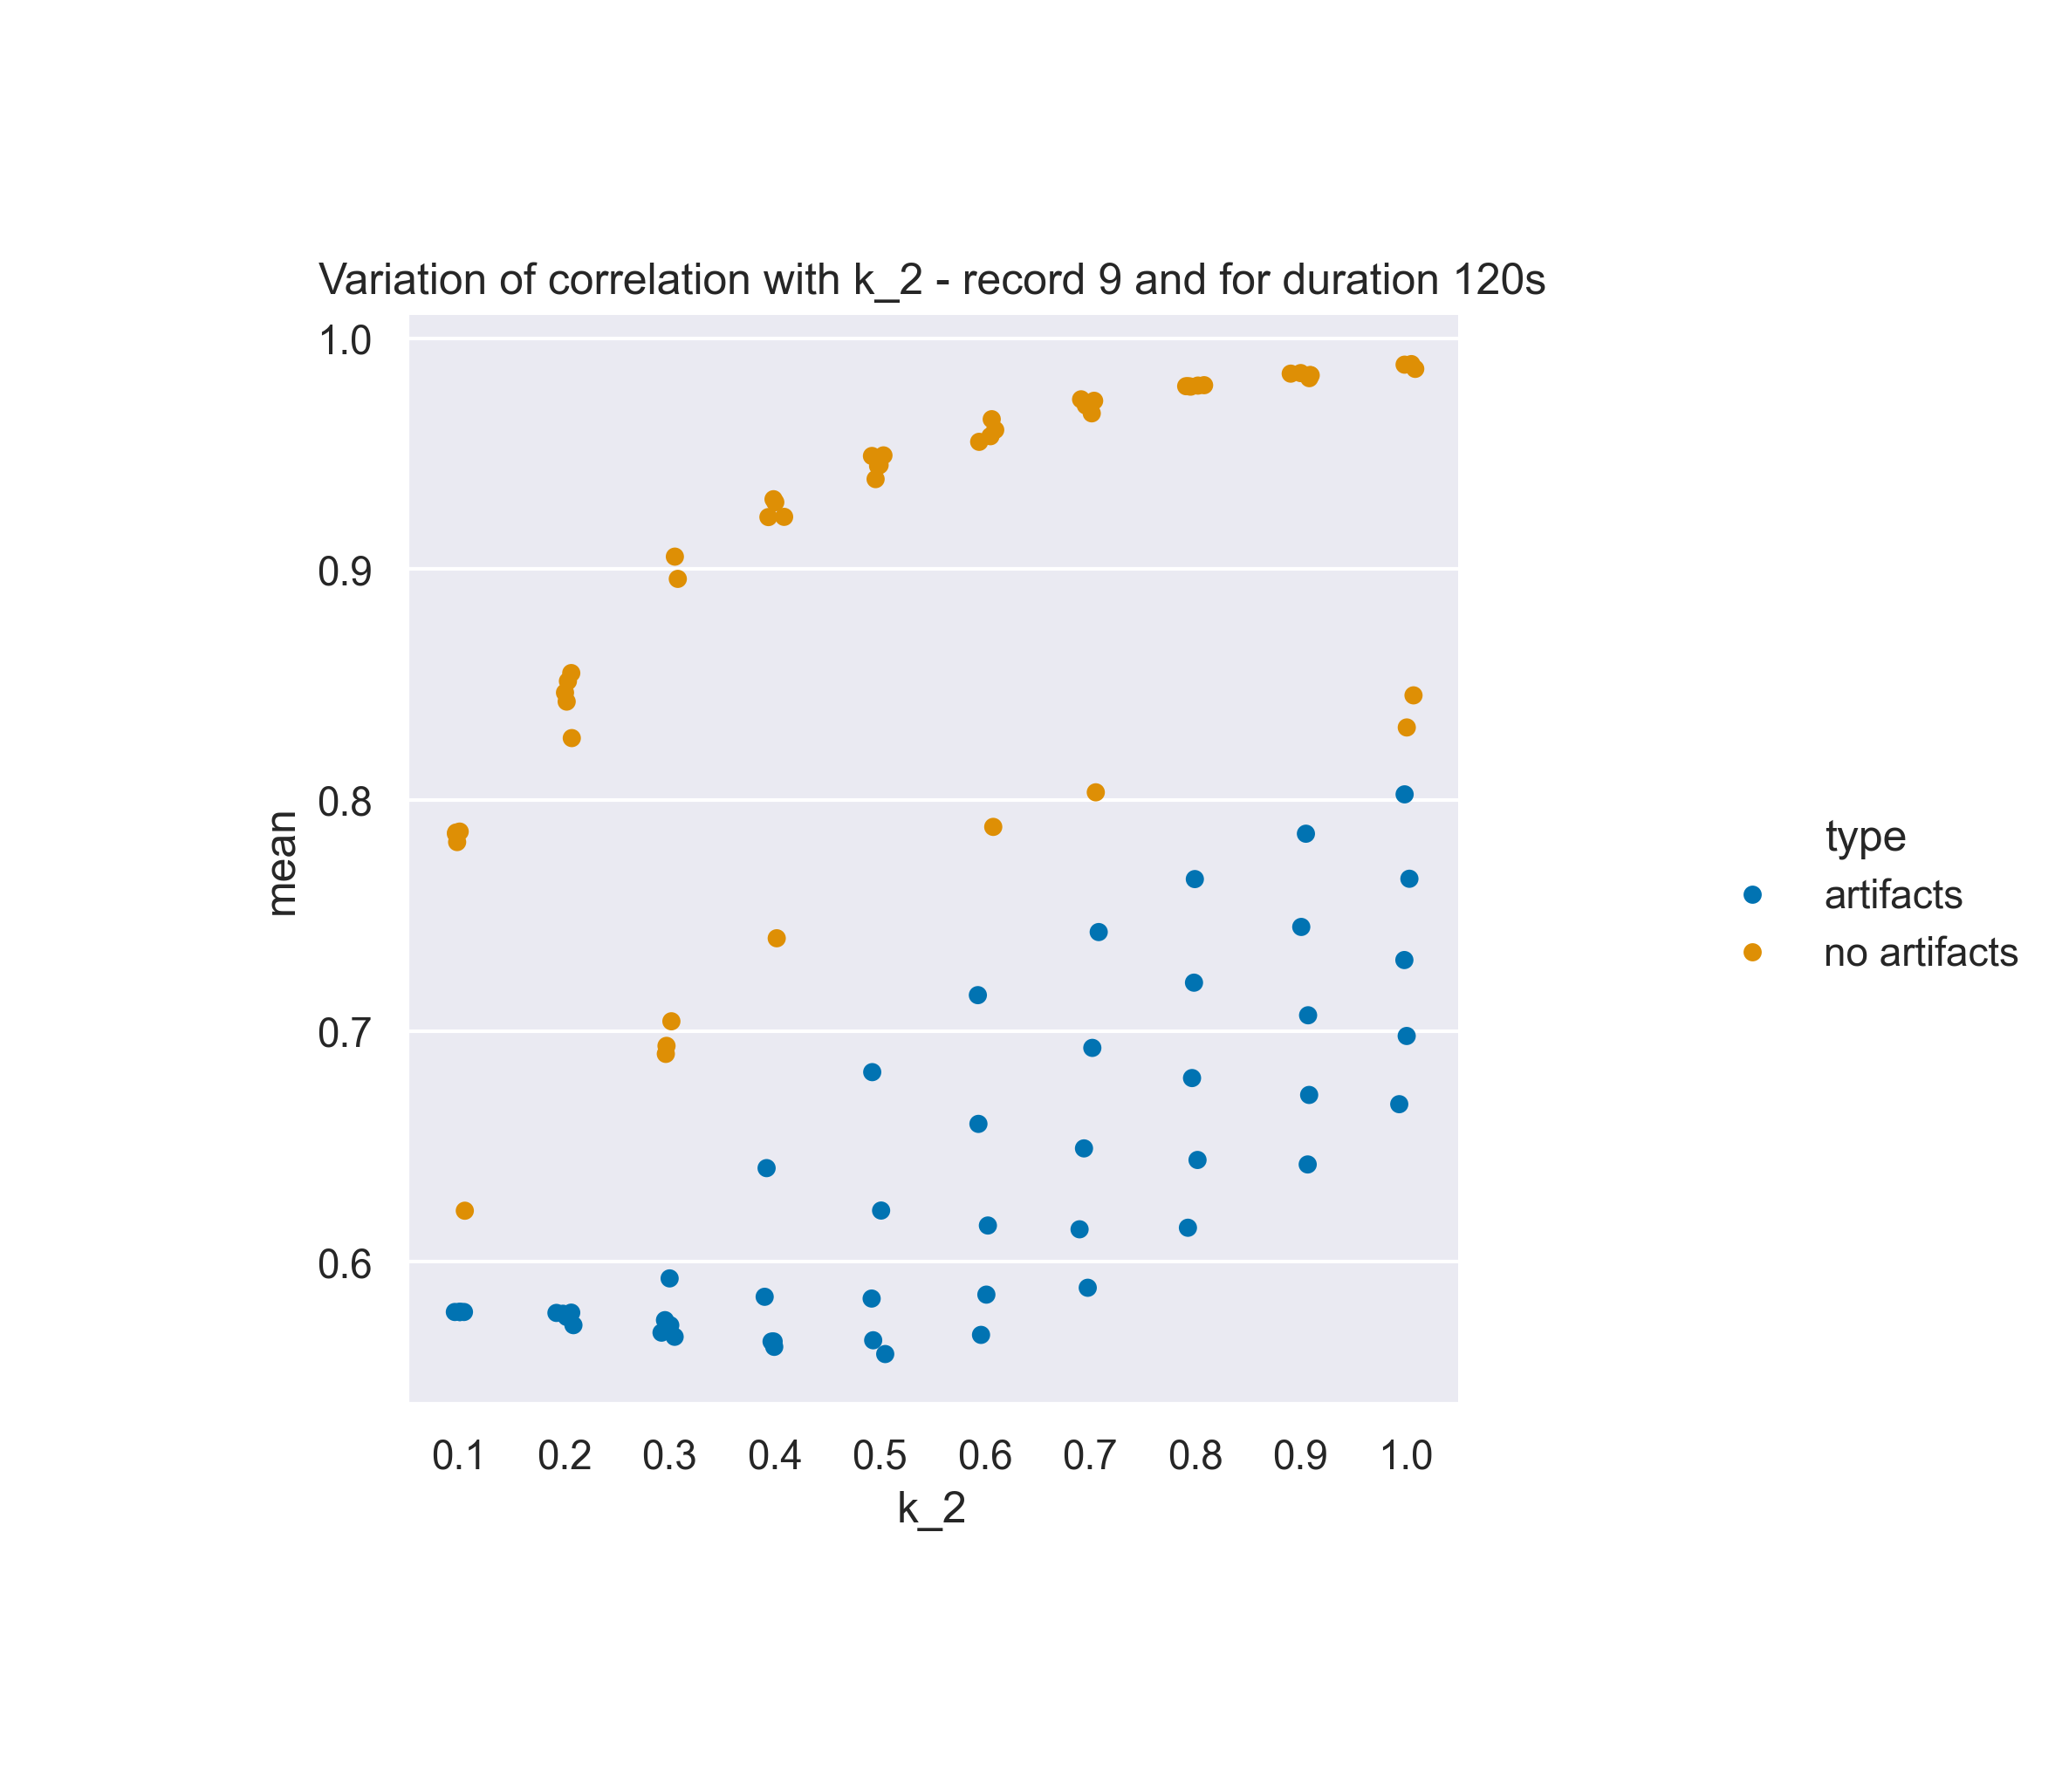 Variation of correlation with k_2 - record 9 and for duration 120s
1.0
0.9
0.8
0.7
0.6
mean
0.1 0.2 0.3 0.4 0.5 0.6 0.7 0.8 0.9 1.0
k_2
type
artifacts
no artifacts